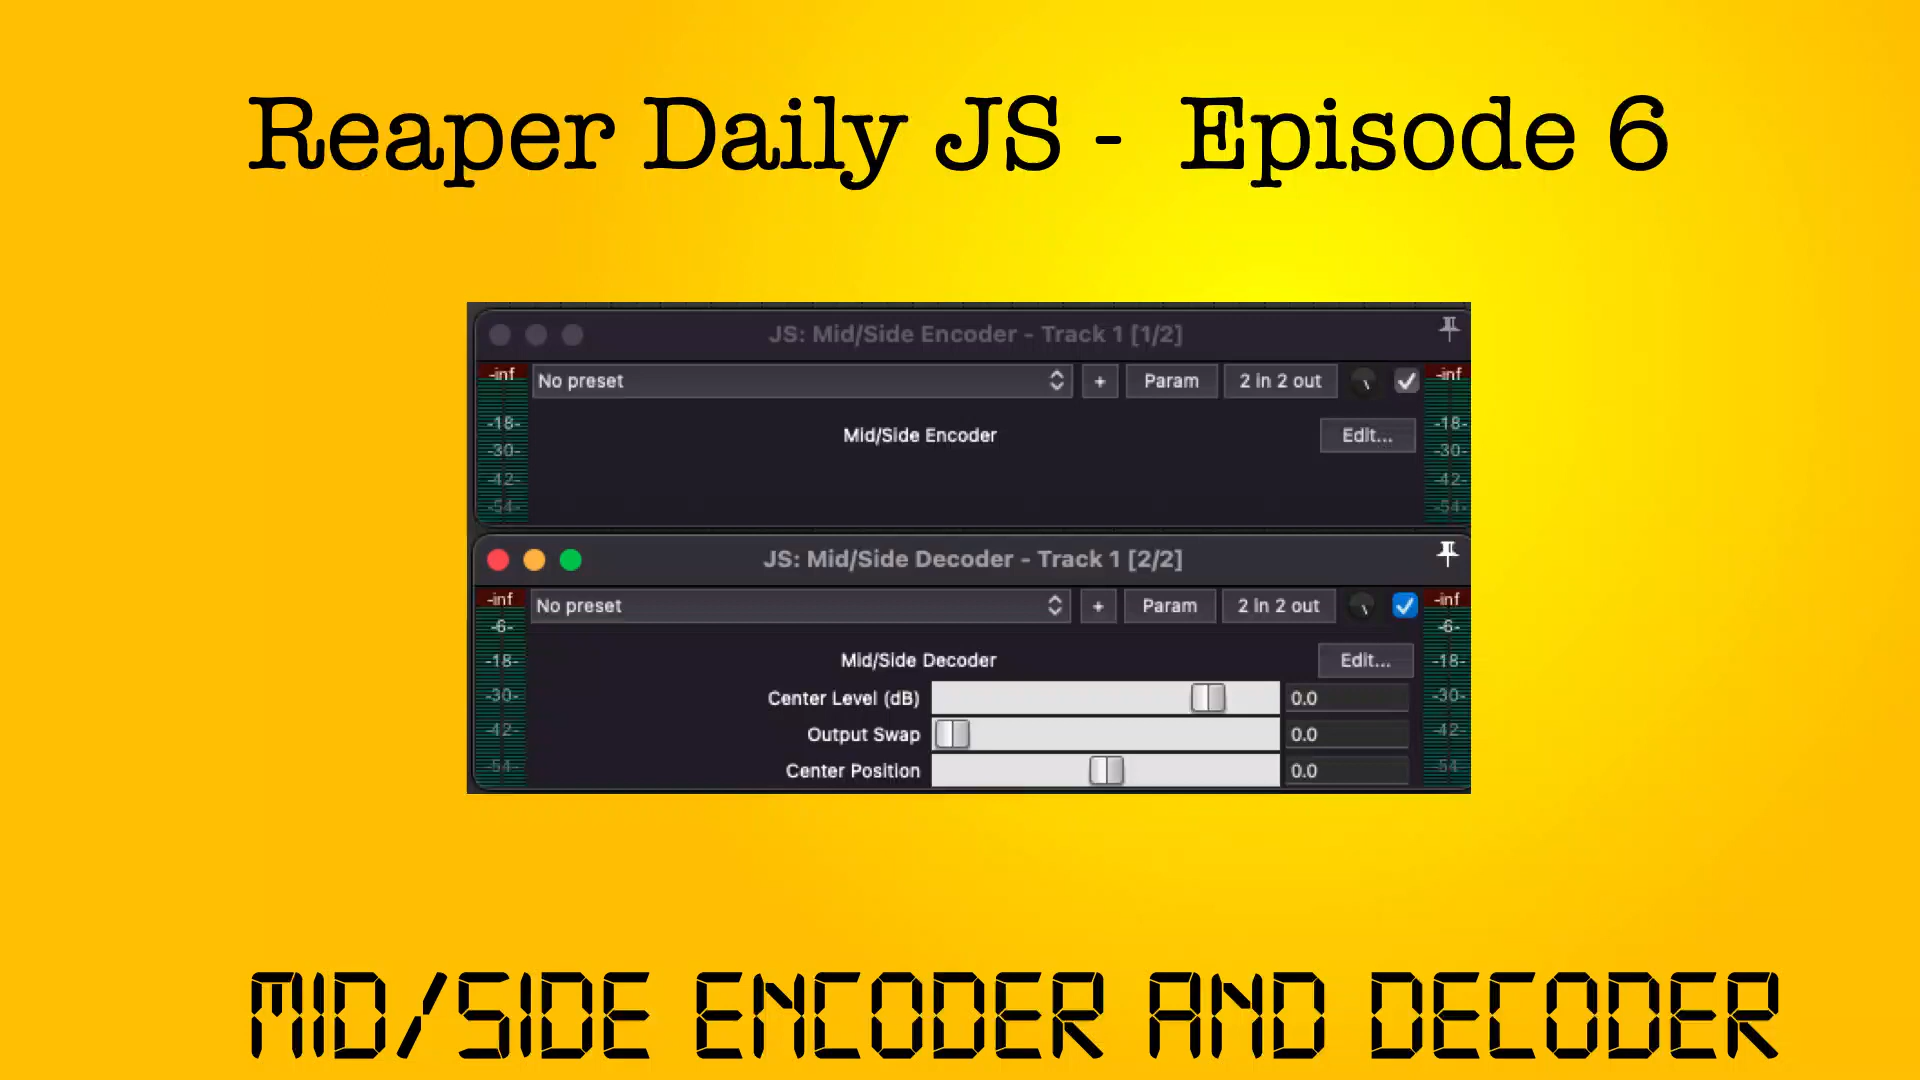 Reaper Daily JS - Episode 6
JS: Mid/Side Encoder - Track 1 [1/2]
-inf No preset + Param 2 in 2 out -inf
-18- Mid/Side Encoder Edit... -18-
-30- -30-
-42- -42-
-54- -54-
JS: Mid/Side Decoder - Track 1 [2/2]
-inf No preset + Param 2 in 2 out -inf
-6- -6-
-18- Mid/Side Decoder Edit... -18-
-30- Center Level (dB) 0.0 -30-
-42- Output Swap 0.0 -42-
-54- Center Position 0.0 -54
MID/SIDE ENCODER AND DECODER